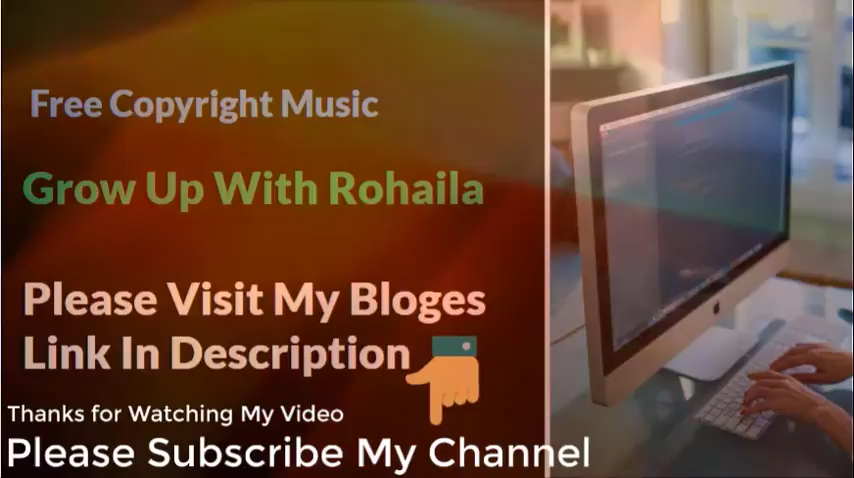 Free Copyright Music
Grow Up With Rohaila
Please Visit My Bloges
Link In Description
Thanks for Watching My Video
Please Subscribe My Channel